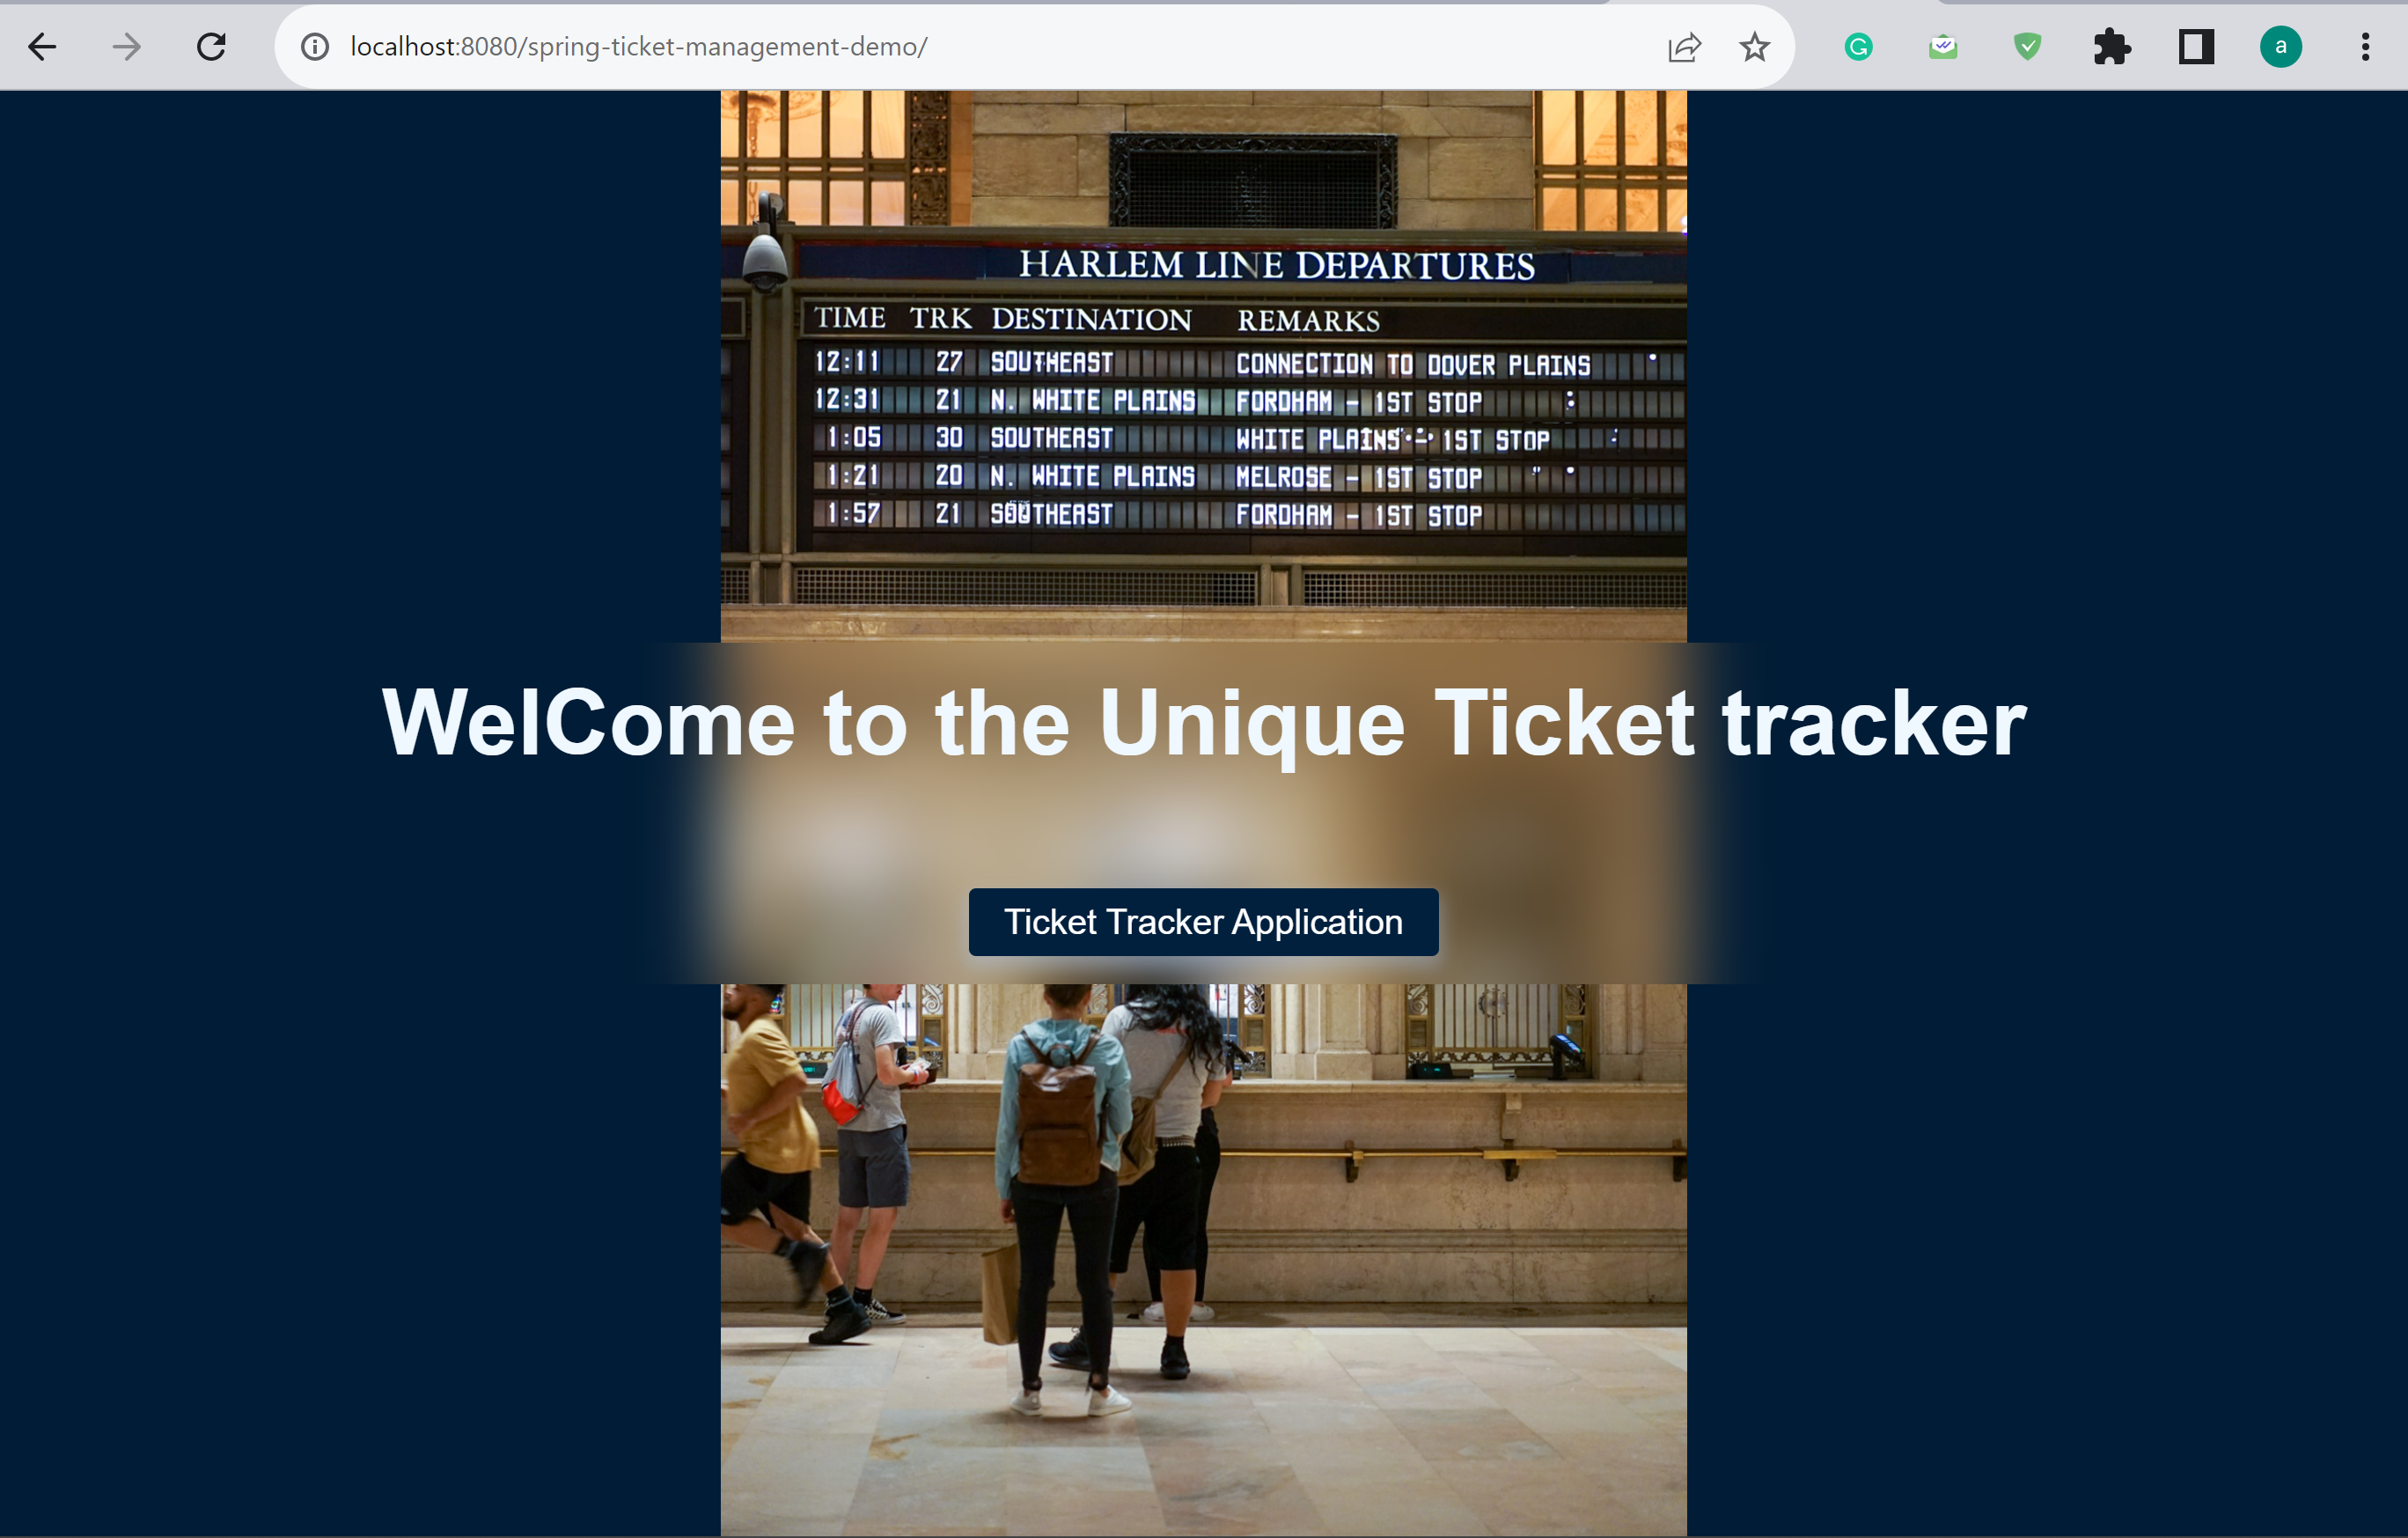 localhost:8080/spring-ticket-management-demo/
a
HARLEM LINE DEPARTURES
TIME TRK DESTINATION REMARKS
12:11 27 SOUTHEAST CONNECTION TO DOVER PLAINS
12:31 21 N. WHITE PLAINS FORDHAM - 1ST STOP
1:05 30 SOUTHEAST WHITE PLAINS - 1ST STOP
1:21 20 N. WHITE PLAINS MELROSE - 1ST STOP
1:57 21 SOUTHEAST FORDHAM - 1ST STOP
WelCome to the Unique Ticket tracker
Ticket Tracker Application